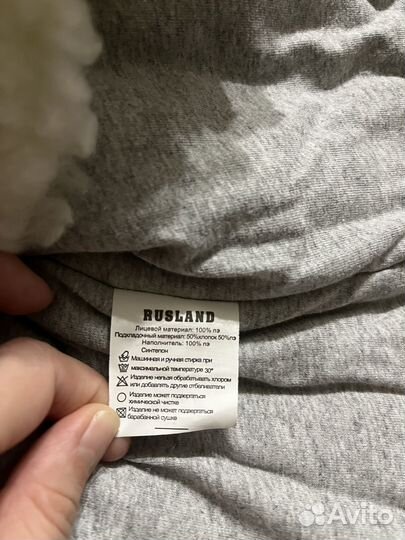 RUSLAND
Лицевой материал: 100% пэ
Подкладочный материал: 50%хлопок 50%пэ
Наполнитель: 100% пэ
Синтепон
Машинная и ручная стирка при
максимальной температуре 30°
Изделие нельзя обрабатывать хлором
или добавлять другие отбеливатели
Изделие может подвергаться
химической чистке
Изделие не может подвергаться
барабанной сушке
Avito